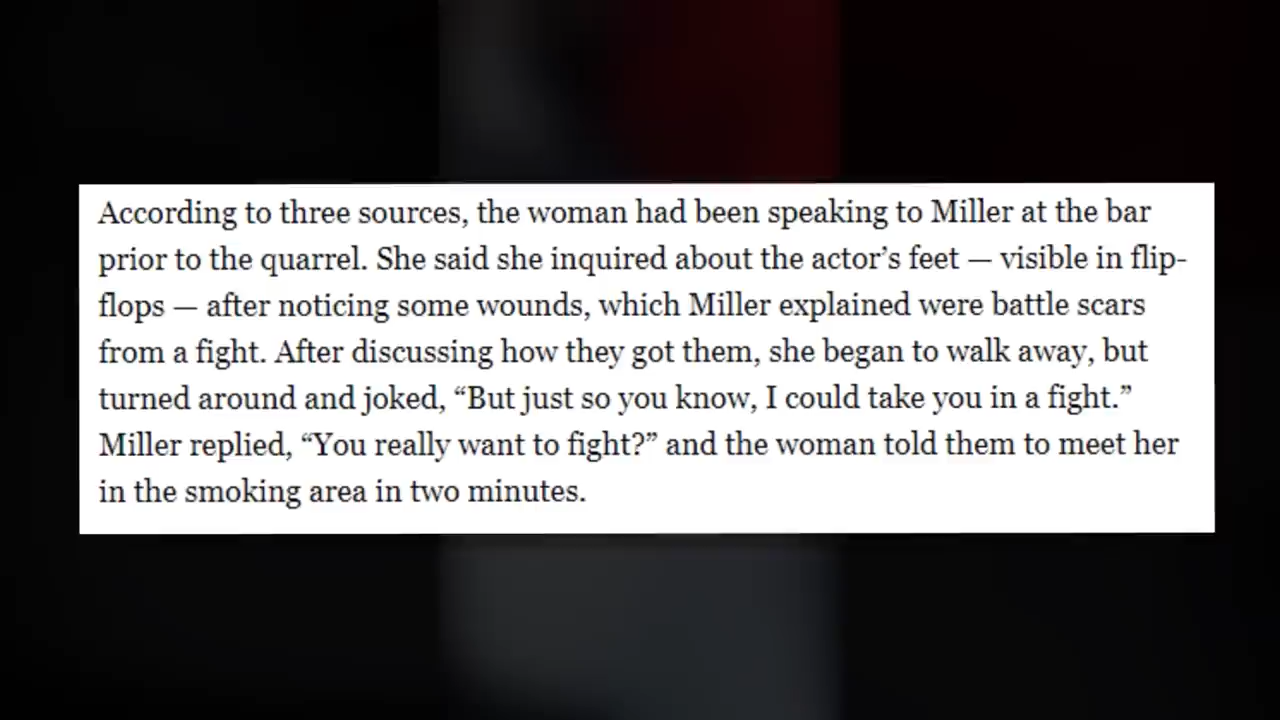 According to three sources, the woman had been speaking to Miller at the bar
prior to the quarrel. She said she inquired about the actor’s feet — visible in flip-
flops — after noticing some wounds, which Miller explained were battle scars
from a fight. After discussing how they got them, she began to walk away, but
turned around and joked, “But just so you know, I could take you in a fight.”
Miller replied, “You really want to fight?” and the woman told them to meet her
in the smoking area in two minutes.